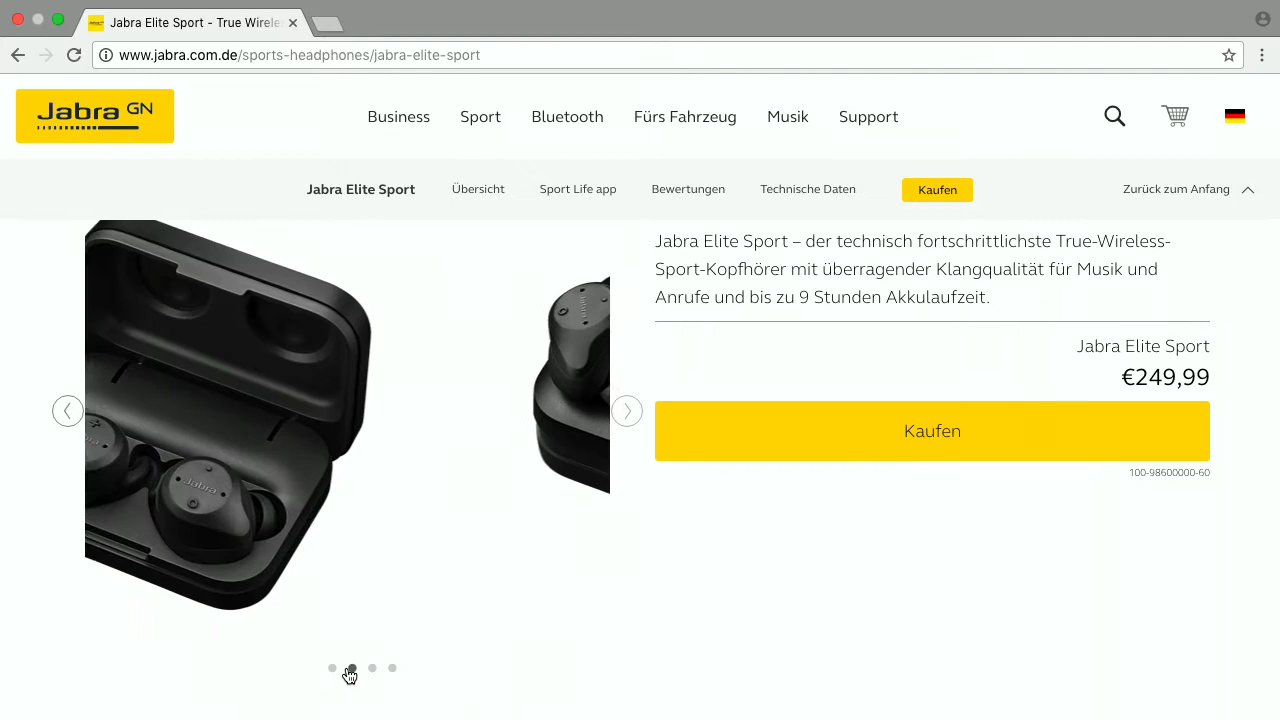 Jabra Elite Sport - True Wirele
www.jabra.com.de/sports-headphones/jabra-elite-sport
Jabra GN
Business Sport Bluetooth Fürs Fahrzeug Musik Support
Jabra Elite Sport Übersicht Sport Life app Bewertungen Technische Daten Kaufen Zurück zum Anfang
Jabra Elite Sport – der technisch fortschrittlichste True-Wireless-
Sport-Kopfhörer mit überragender Klangqualität für Musik und
Anrufe und bis zu 9 Stunden Akkulaufzeit.
Jabra Elite Sport
€249,99
Kaufen
100-98600000-60
Jabra
Jabra